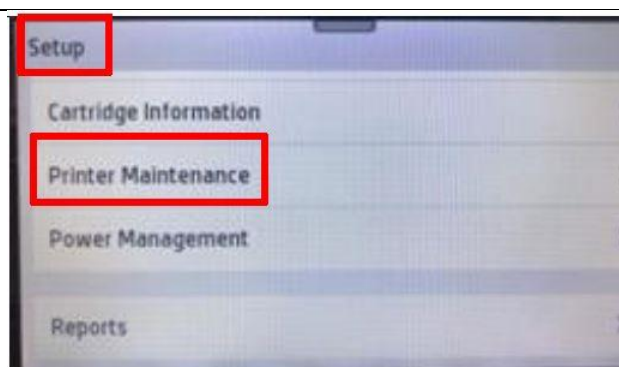 Setup
Cartridge Information
Printer Maintenance
Power Management
Reports